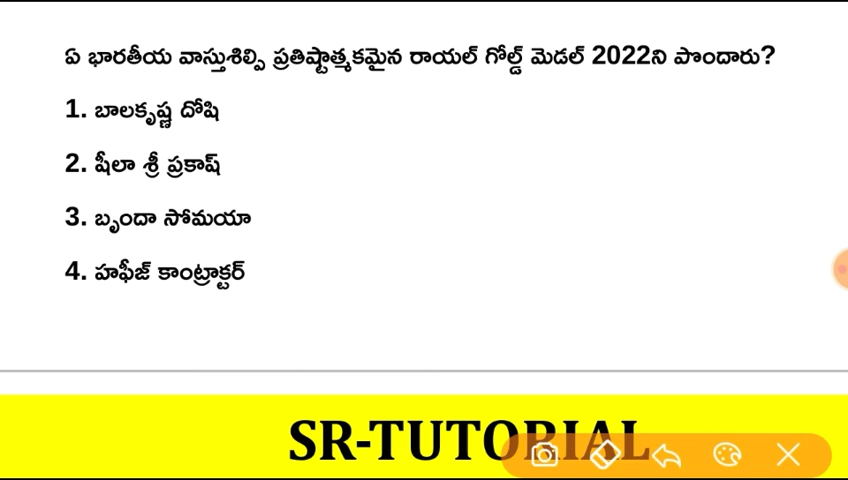 ఏ భారతీయ వాస్తుశిల్పి ప్రతిష్టాత్మకమైన రాయల్ గోల్డ్ మెడల్ 2022ని పొందారు?
1. బాలకృష్ణ దోషి
2. షీలా శ్రీ ప్రకాష్
3. బృందా సోమయా
4. హఫీజ్ కాంట్రాక్టర్
SR-TUTORIAL